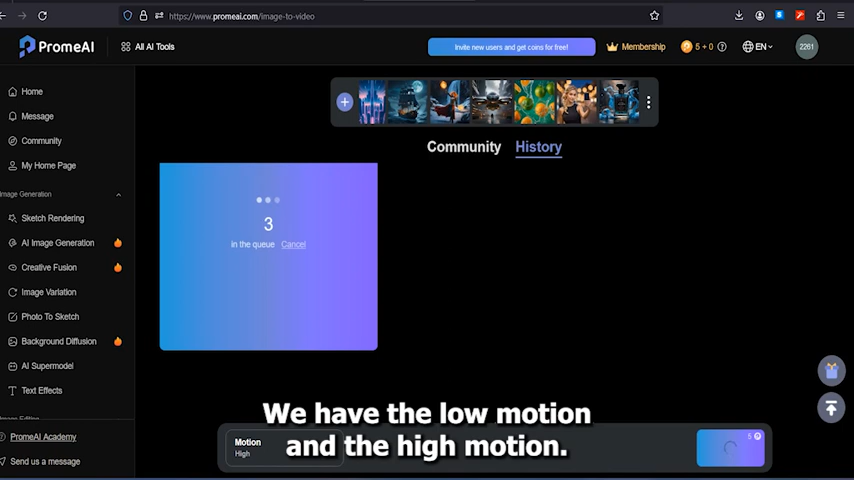 https://www.promeai.com/image-to-video
PromeAI
All AI Tools
Invite new users and get coins for free!
Membership
5 + 0
EN
2261
Home
Message
Community
My Home Page
Image Generation
Sketch Rendering
AI Image Generation
Creative Fusion
Image Variation
Photo To Sketch
Background Diffusion
AI Supermodel
Text Effects
Image Editing
PromeAI Academy
Send us a message
Community
History
3
in the queue Cancel
We have the low motion
and the high motion.
Motion
High
5